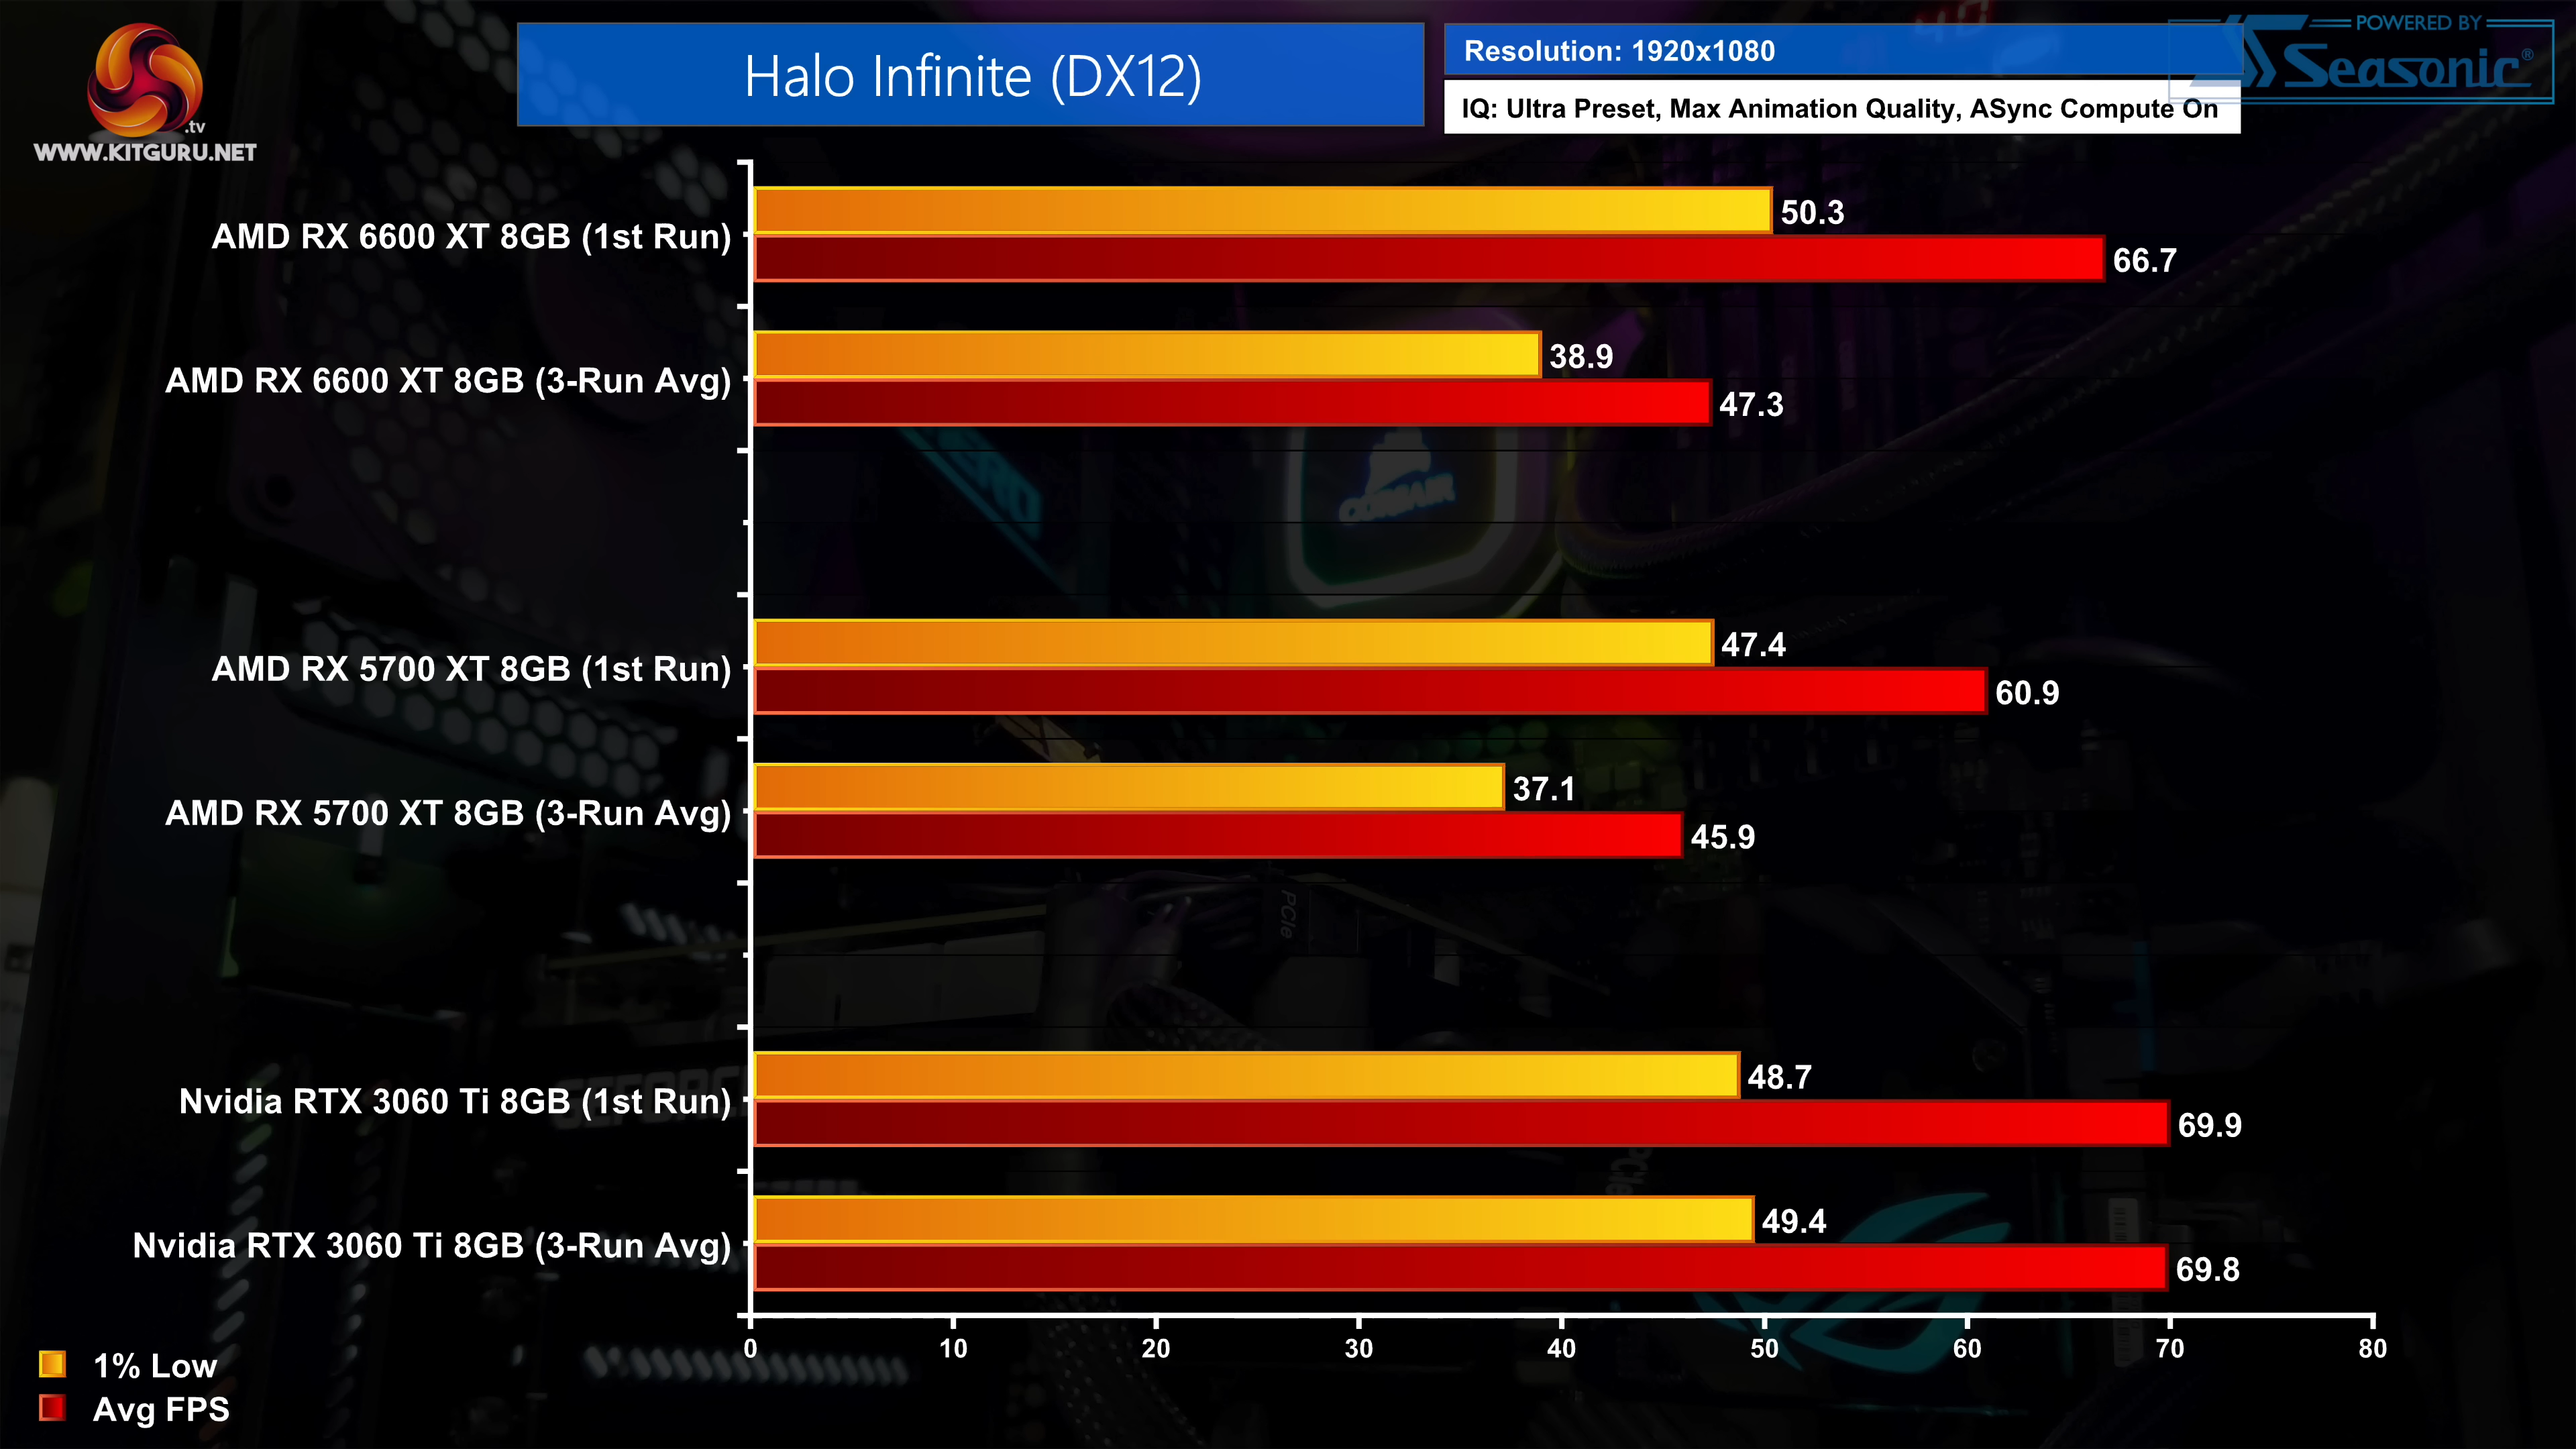 .tv
WWW.KITGURU.NET
Halo Infinite (DX12)
Resolution: 1920x1080
IQ: Ultra Preset, Max Animation Quality, ASync Compute On
POWERED BY
Seasonic®
AMD RX 6600 XT 8GB (1st Run)
50.3
66.7
AMD RX 6600 XT 8GB (3-Run Avg)
38.9
47.3
CORSAIR
AMD RX 5700 XT 8GB (1st Run)
47.4
60.9
AMD RX 5700 XT 8GB (3-Run Avg)
37.1
45.9
PCIe
Nvidia RTX 3060 Ti 8GB (1st Run)
48.7
69.9
GEFORCE
PCIe
Nvidia RTX 3060 Ti 8GB (3-Run Avg)
49.4
69.8
0 10 20 30 40 50 60 70 80
1% Low
Avg FPS